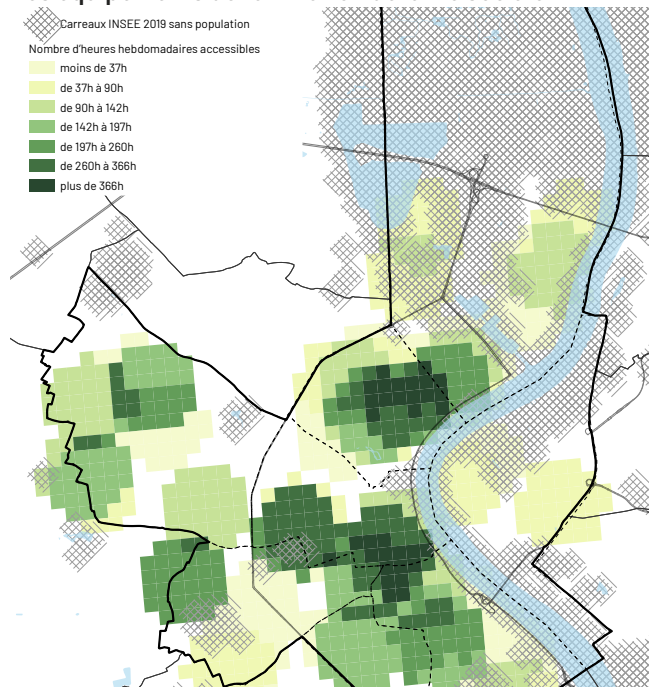 Carreaux INSEE 2019 sans population
Nombre d'heures hebdomadaires accessibles
moins de 37h
de 37h à 90h
de 90h à 142h
de 142h à 197h
de 197h à 260h
de 260h à 366h
plus de 366h